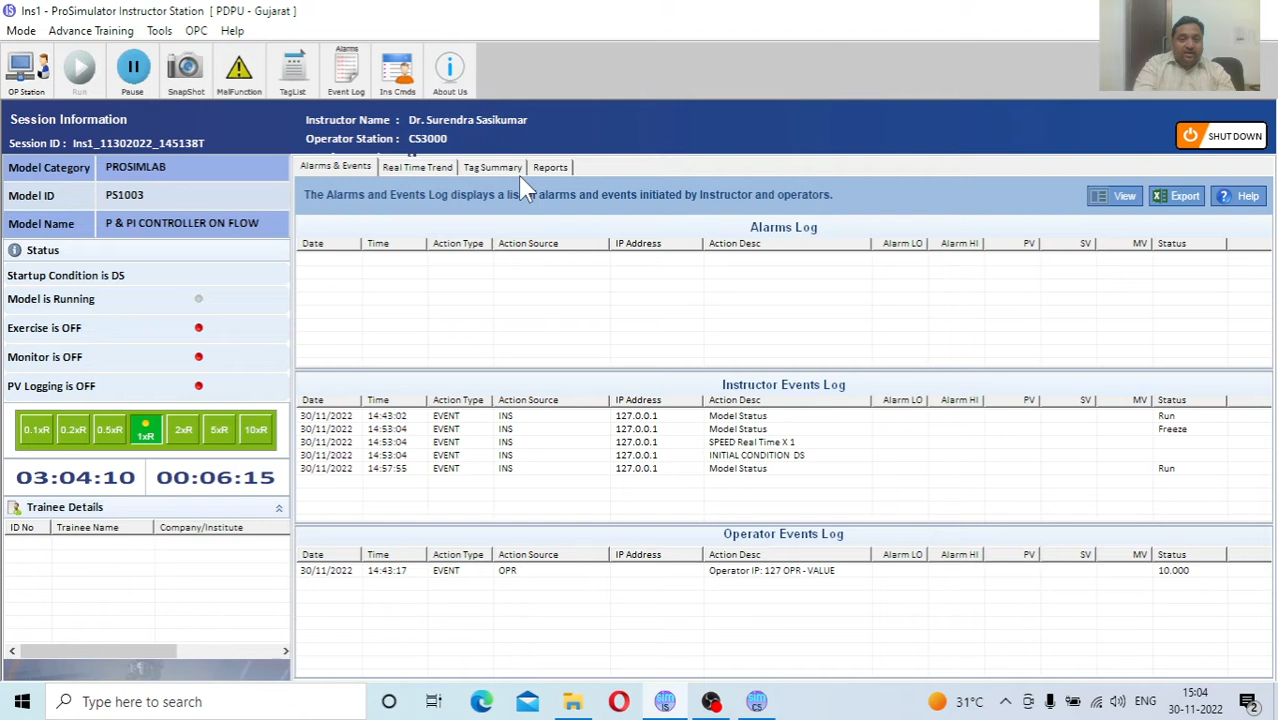 Ins1 - ProSimulator Instructor Station [ PDPU - Gujarat ]
Mode Advance Training Tools OPC Help
Alarms
OP Station Run Pause SnapShot MalFunction TagList Event Log Ins Cmds About Us
Session Information
Session ID : Ins1_11302022_145138T
Instructor Name : Dr. Surendra Sasikumar
Operator Station : CS3000
SHUT DOWN
Model Category PROSIMLAB
Model ID PS1003
Model Name P & PI CONTROLLER ON FLOW
Status
Startup Condition is DS
Model is Running
Exercise is OFF
Monitor is OFF
PV Logging is OFF
0.1xR 0.2xR 0.5xR 1xR 2xR 5xR 10xR
03:04:10 00:06:15
Trainee Details
ID No Trainee Name Company/Institute
Alarms & Events Real Time Trend Tag Summary Reports
The Alarms and Events Log displays a list alarms and events initiated by Instructor and operators.
View Export Help
Alarms Log
Date Time Action Type Action Source IP Address Action Desc Alarm LO Alarm HI PV SV MV Status
Instructor Events Log
Date Time Action Type Action Source IP Address Action Desc Alarm LO Alarm HI PV SV MV Status
30/11/2022 14:43:02 EVENT INS 127.0.0.1 Model Status Run
30/11/2022 14:53:04 EVENT INS 127.0.0.1 Model Status Freeze
30/11/2022 14:53:04 EVENT INS 127.0.0.1 SPEED Real Time X 1
30/11/2022 14:53:04 EVENT INS 127.0.0.1 INITIAL CONDITION DS
30/11/2022 14:57:55 EVENT INS 127.0.0.1 Model Status Run
Operator Events Log
Date Time Action Type Action Source IP Address Action Desc Alarm LO Alarm HI PV SV MV Status
30/11/2022 14:43:17 EVENT OPR Operator IP: 127 OPR - VALUE 10.000
Type here to search
SIM IS
SIM CS
31°C
ENG
15:04
30-11-2022
2